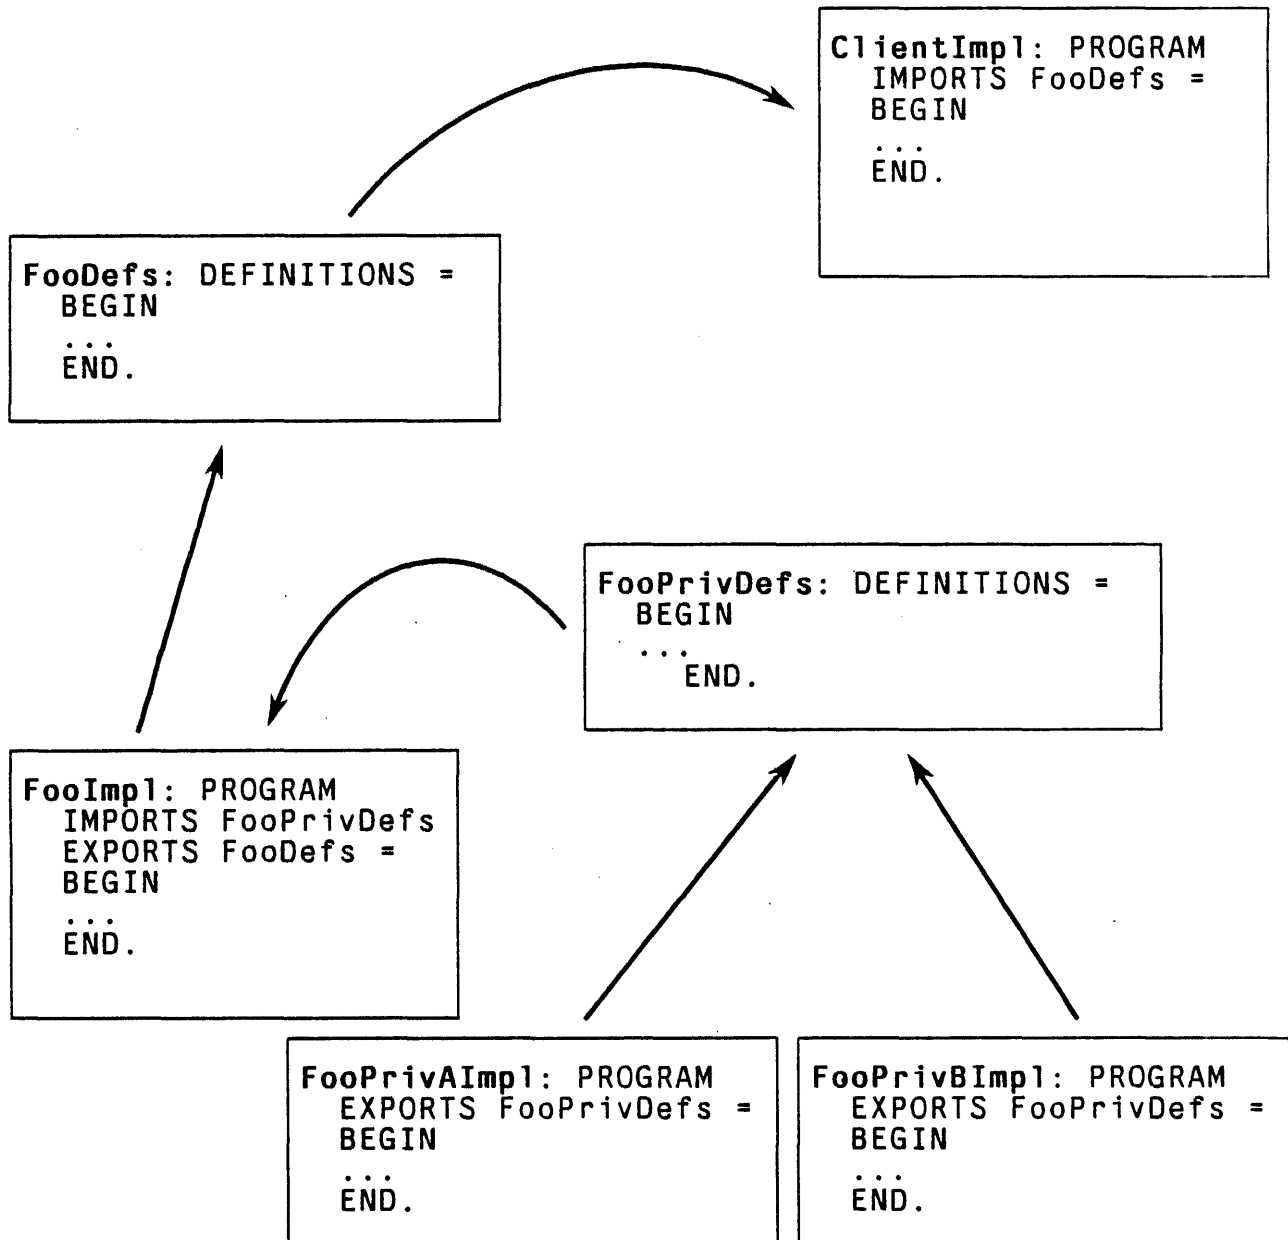 ClientImpl: PROGRAM
IMPORTS FooDefs =
BEGIN
...
END.
FooDefs: DEFINITIONS =
BEGIN
...
END.
FooPrivDefs: DEFINITIONS =
BEGIN
...
END.
FooImpl: PROGRAM
IMPORTS FooPrivDefs
EXPORTS FooDefs =
BEGIN
...
END.
FooPrivAImpl: PROGRAM
EXPORTS FooPrivDefs =
BEGIN
...
END.
FooPrivBImpl: PROGRAM
EXPORTS FooPrivDefs =
BEGIN
...
END.